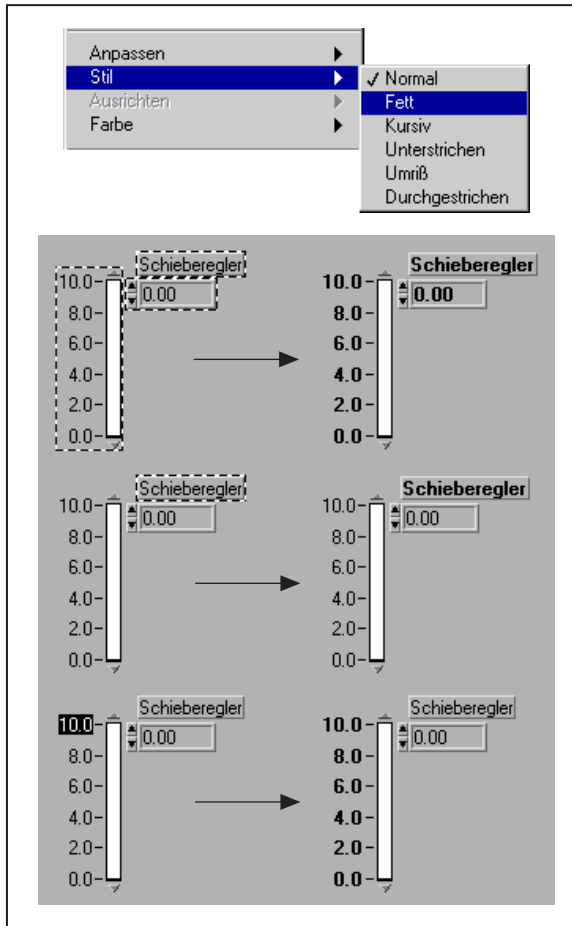 Anpassen
Stil
Ausrichten
Farbe
✓ Normal
Fett
Kursiv
Unterstrichen
Umriß
Durchgestrichen
Schieberegler
10.0
0.00
8.0
6.0
4.0
2.0
0.0
Schieberegler
10.0
0.00
8.0
6.0
4.0
2.0
0.0
Schieberegler
10.0
0.00
8.0
6.0
4.0
2.0
0.0
Schieberegler
10.0
0.00
8.0
6.0
4.0
2.0
0.0
Schieberegler
10.0
0.00
8.0
6.0
4.0
2.0
0.0
Schieberegler
10.0
0.00
8.0
6.0
4.0
2.0
0.0